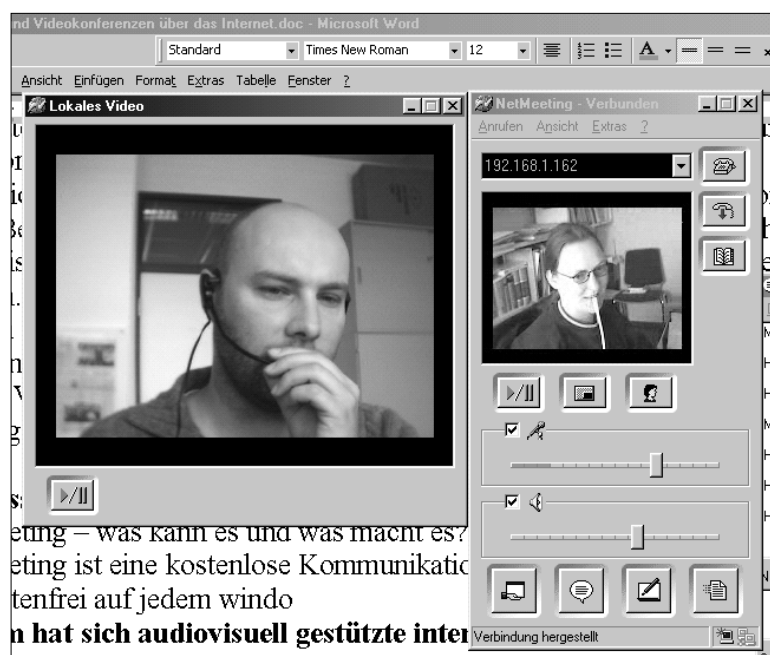 nd Videokonferenzen über das Internet.doc - Microsoft Word
Standard Times New Roman 12 A
Ansicht Einfügen Format Extras Tabelle Fenster ?
Lokales Video
NetMeeting - Verbunden
Anrufen Ansicht Extras ?
192.168.1.162
eting – was kann es und was macht es?
eting ist eine kostenlose Kommunikatio
tenfrei auf jedem windo
n hat sich audiovisuell gestützte inter
Verbindung hergestellt